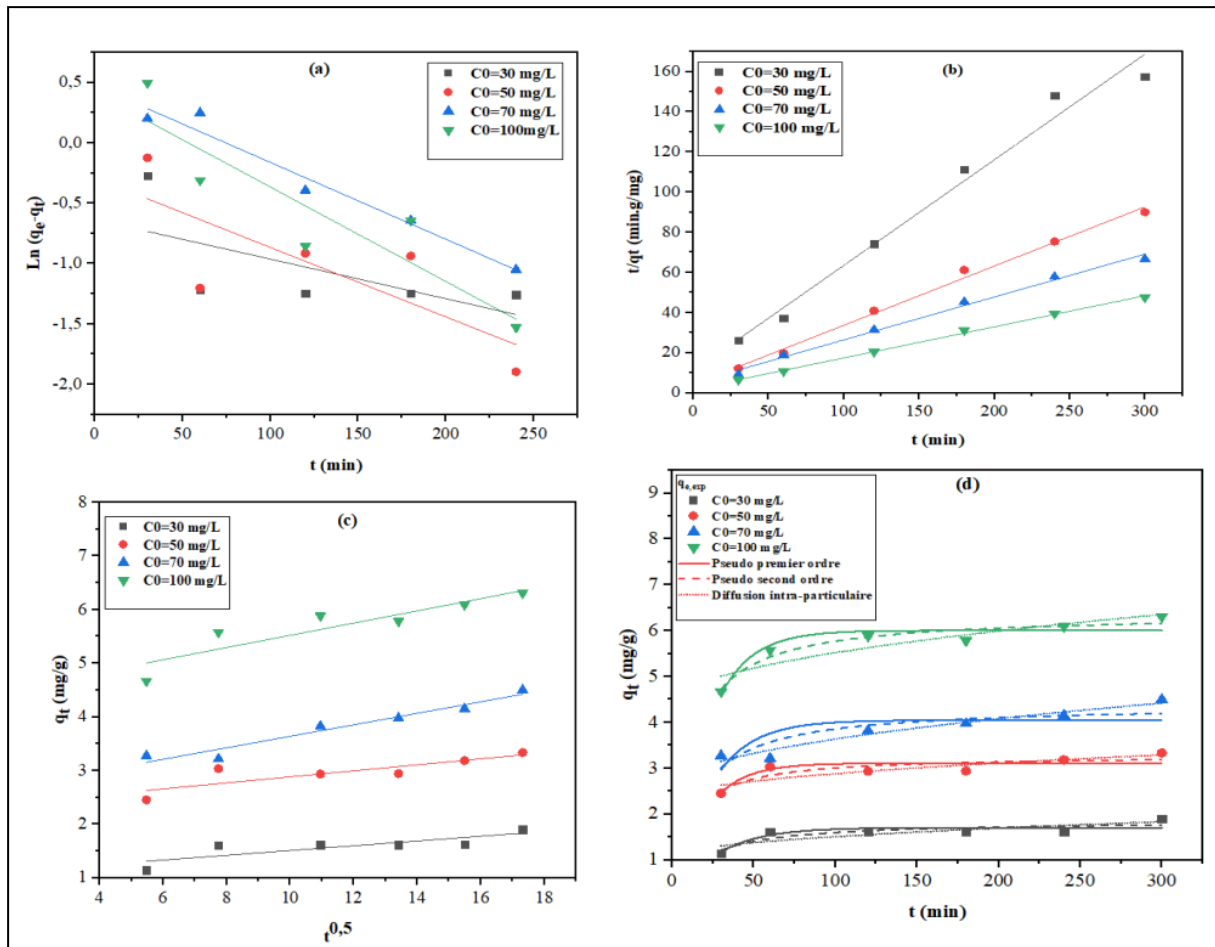 (a)
C0=30 mg/L
C0=50 mg/L
C0=70 mg/L
C0=100mg/L
Ln (qe-qt)
0,5
0,0
-0,5
-1,0
-1,5
-2,0
0 50 100 150 200 250
t (min)
(b)
C0=30 mg/L
C0=50 mg/L
C0=70 mg/L
C0=100 mg/L
t/qt (min.g/mg)
160
140
120
100
80
60
40
20
0
0 50 100 150 200 250 300
t (min)
(c)
C0=30 mg/L
C0=50 mg/L
C0=70 mg/L
C0=100 mg/L
qt (mg/g)
8
7
6
5
4
3
2
1
4 6 8 10 12 14 16 18
t0,5
(d)
qe,exp
C0=30 mg/L
C0=50 mg/L
C0=70 mg/L
C0=100 mg/L
Pseudo premier ordre
Pseudo second ordre
Diffusion intra-particulaire
qt (mg/g)
9
8
7
6
5
4
3
2
1
0 50 100 150 200 250 300
t (min)